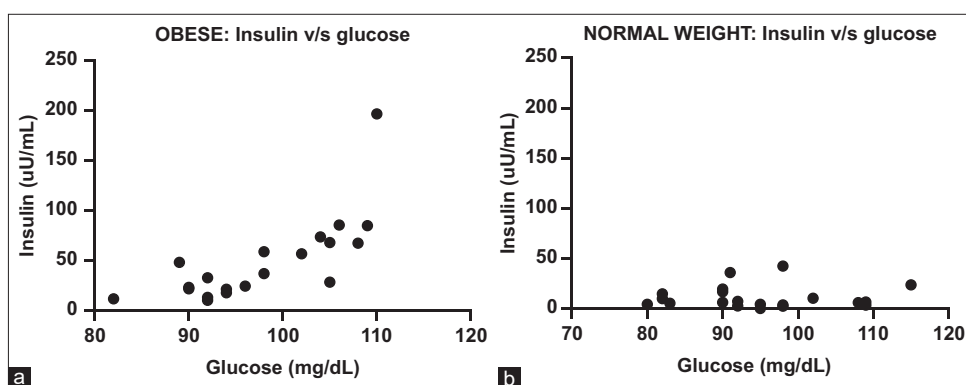 OBESE: Insulin v/s glucose
250
200
150
100
50
0
Insulin (uU/mL)
80
90
100
110
120
Glucose (mg/dL)
a
NORMAL WEIGHT: Insulin v/s glucose
250
200
150
100
50
0
Insulin (uU/mL)
70
80
90
100
110
120
Glucose (mg/dL)
b